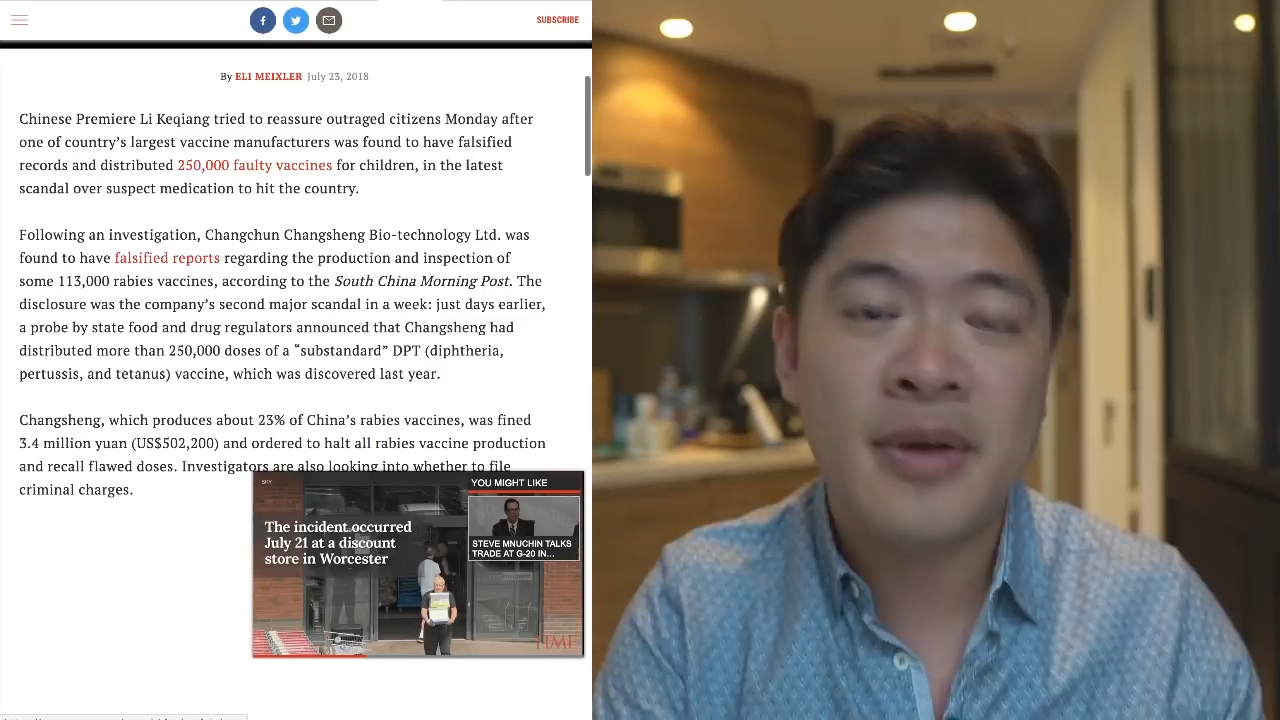 SUBSCRIBE
By ELI MEIXLER July 23, 2018
Chinese Premiere Li Keqiang tried to reassure outraged citizens Monday after
one of country's largest vaccine manufacturers was found to have falsified
records and distributed 250,000 faulty vaccines for children, in the latest
scandal over suspect medication to hit the country.
Following an investigation, Changchun Changsheng Bio-technology Ltd. was
found to have falsified reports regarding the production and inspection of
some 113,000 rabies vaccines, according to the South China Morning Post. The
disclosure was the company's second major scandal in a week: just days earlier,
a probe by state food and drug regulators announced that Changsheng had
distributed more than 250,000 doses of a “substandard” DPT (diphtheria,
pertussis, and tetanus) vaccine, which was discovered last year.
Changsheng, which produces about 23% of China's rabies vaccines, was fined
3.4 million yuan (US$502,200) and ordered to halt all rabies vaccine production
and recall flawed doses. Investigators are also looking into whether to file
criminal charges.
SKY
The incident occurred
July 21 at a discount
store in Worcester
YOU MIGHT LIKE
STEVE MNUCHIN TALKS
TRADE AT G-20 IN...
TIME